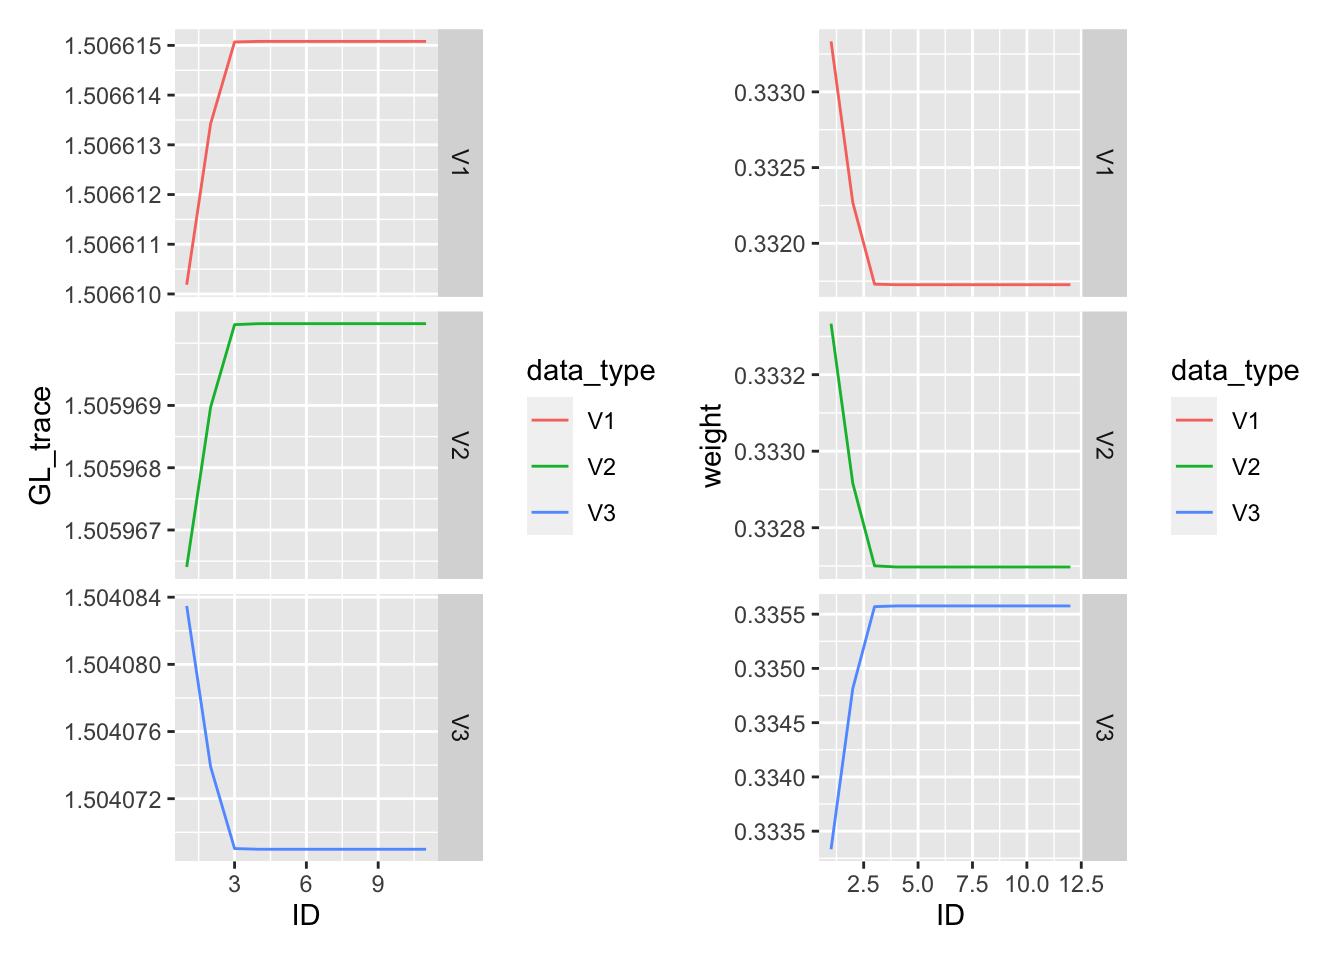 GL_trace
1.506615
1.506614
1.506613
1.506612
1.506611
1.506610
V1
1.505969
1.505968
1.505967
V2
1.504084
1.504080
1.504076
1.504072
V3
3 6 9
ID
data_type
V1
V2
V3
weight
0.3330
0.3325
0.3320
V1
0.3332
0.3330
0.3328
V2
0.3355
0.3350
0.3345
0.3340
0.3335
V3
2.5 5.0 7.5 10.0 12.5
ID
data_type
V1
V2
V3